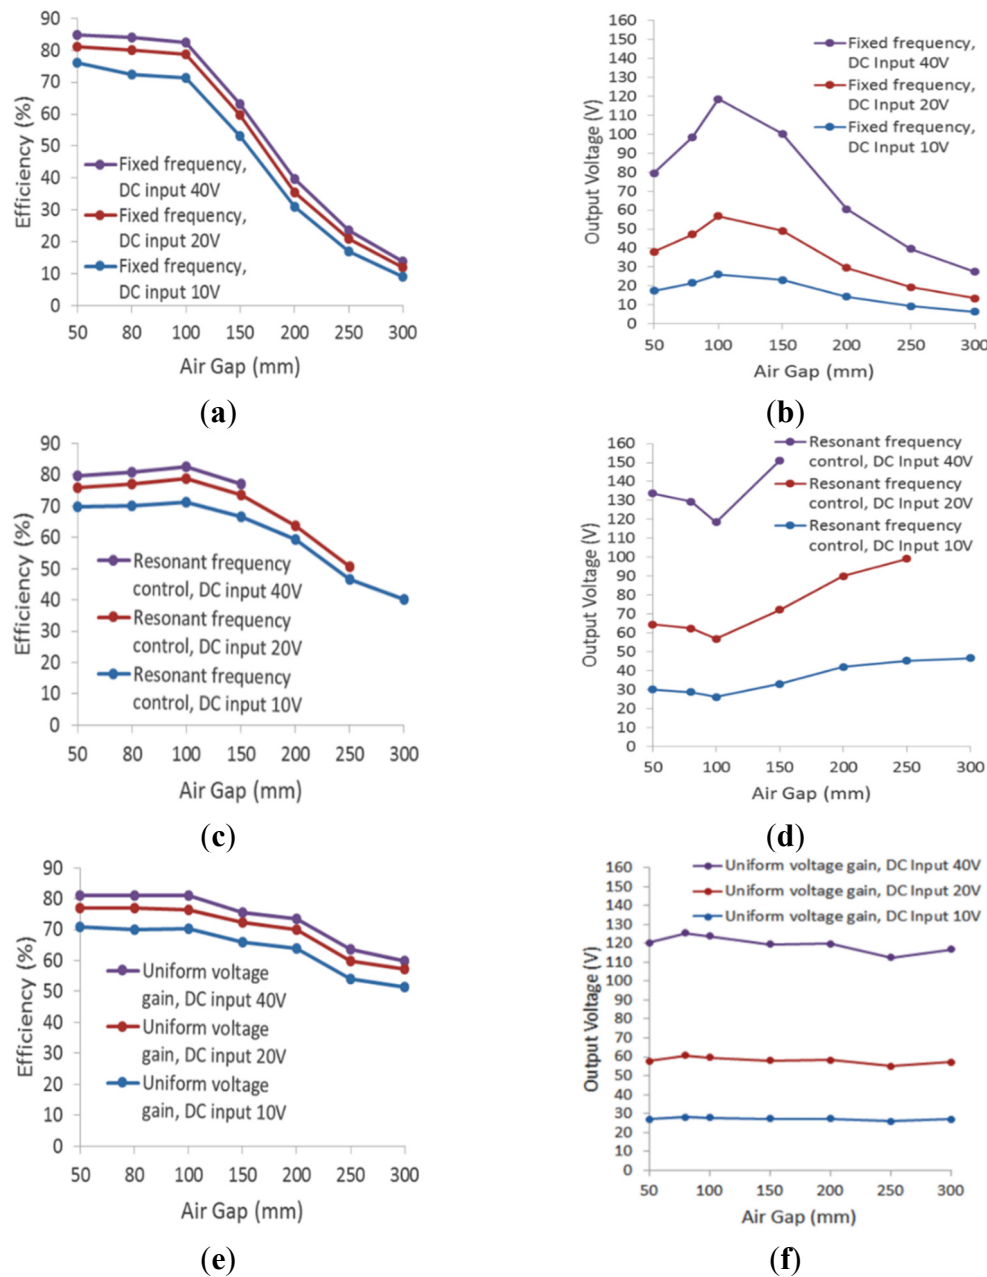 90
80
70
60
50
40
30
20
10
0
Efficiency (%)
Fixed frequency,
DC input 40V
Fixed frequency,
DC input 20V
Fixed frequency,
DC input 10V
50 80 100 150 200 250 300
Air Gap (mm)
(a)
160
150
140
130
120
110
100
90
80
70
60
50
40
30
20
10
0
Output Voltage (V)
Fixed frequency,
DC Input 40V
Fixed frequency,
DC Input 20V
Fixed frequency,
DC Input 10V
50 100 150 200 250 300
Air Gap (mm)
(b)
90
80
70
60
50
40
30
20
10
0
Efficiency (%)
Resonant frequency
control, DC input 40V
Resonant frequency
control, DC input 20V
Resonant frequency
control, DC input 10V
50 80 100 150 200 250 300
Air Gap (mm)
(c)
160
150
140
130
120
110
100
90
80
70
60
50
40
30
20
10
0
Output Voltage (V)
Resonant frequency
control, DC Input 40V
Resonant frequency
control, DC Input 20V
Resonant frequency
control, DC Input 10V
50 100 150 200 250 300
Air Gap (mm)
(d)
90
80
70
60
50
40
30
20
10
0
Efficiency (%)
Uniform voltage
gain, DC input 40V
Uniform voltage
gain, DC input 20V
Uniform voltage
gain, DC input 10V
50 80 100 150 200 250 300
Air Gap (mm)
(e)
160
150
140
130
120
110
100
90
80
70
60
50
40
30
20
10
0
Output Voltage (V)
Uniform voltage gain, DC Input 40V
Uniform voltage gain, DC Input 20V
Uniform voltage gain, DC Input 10V
50 100 150 200 250 300
Air Gap (mm)
(f)